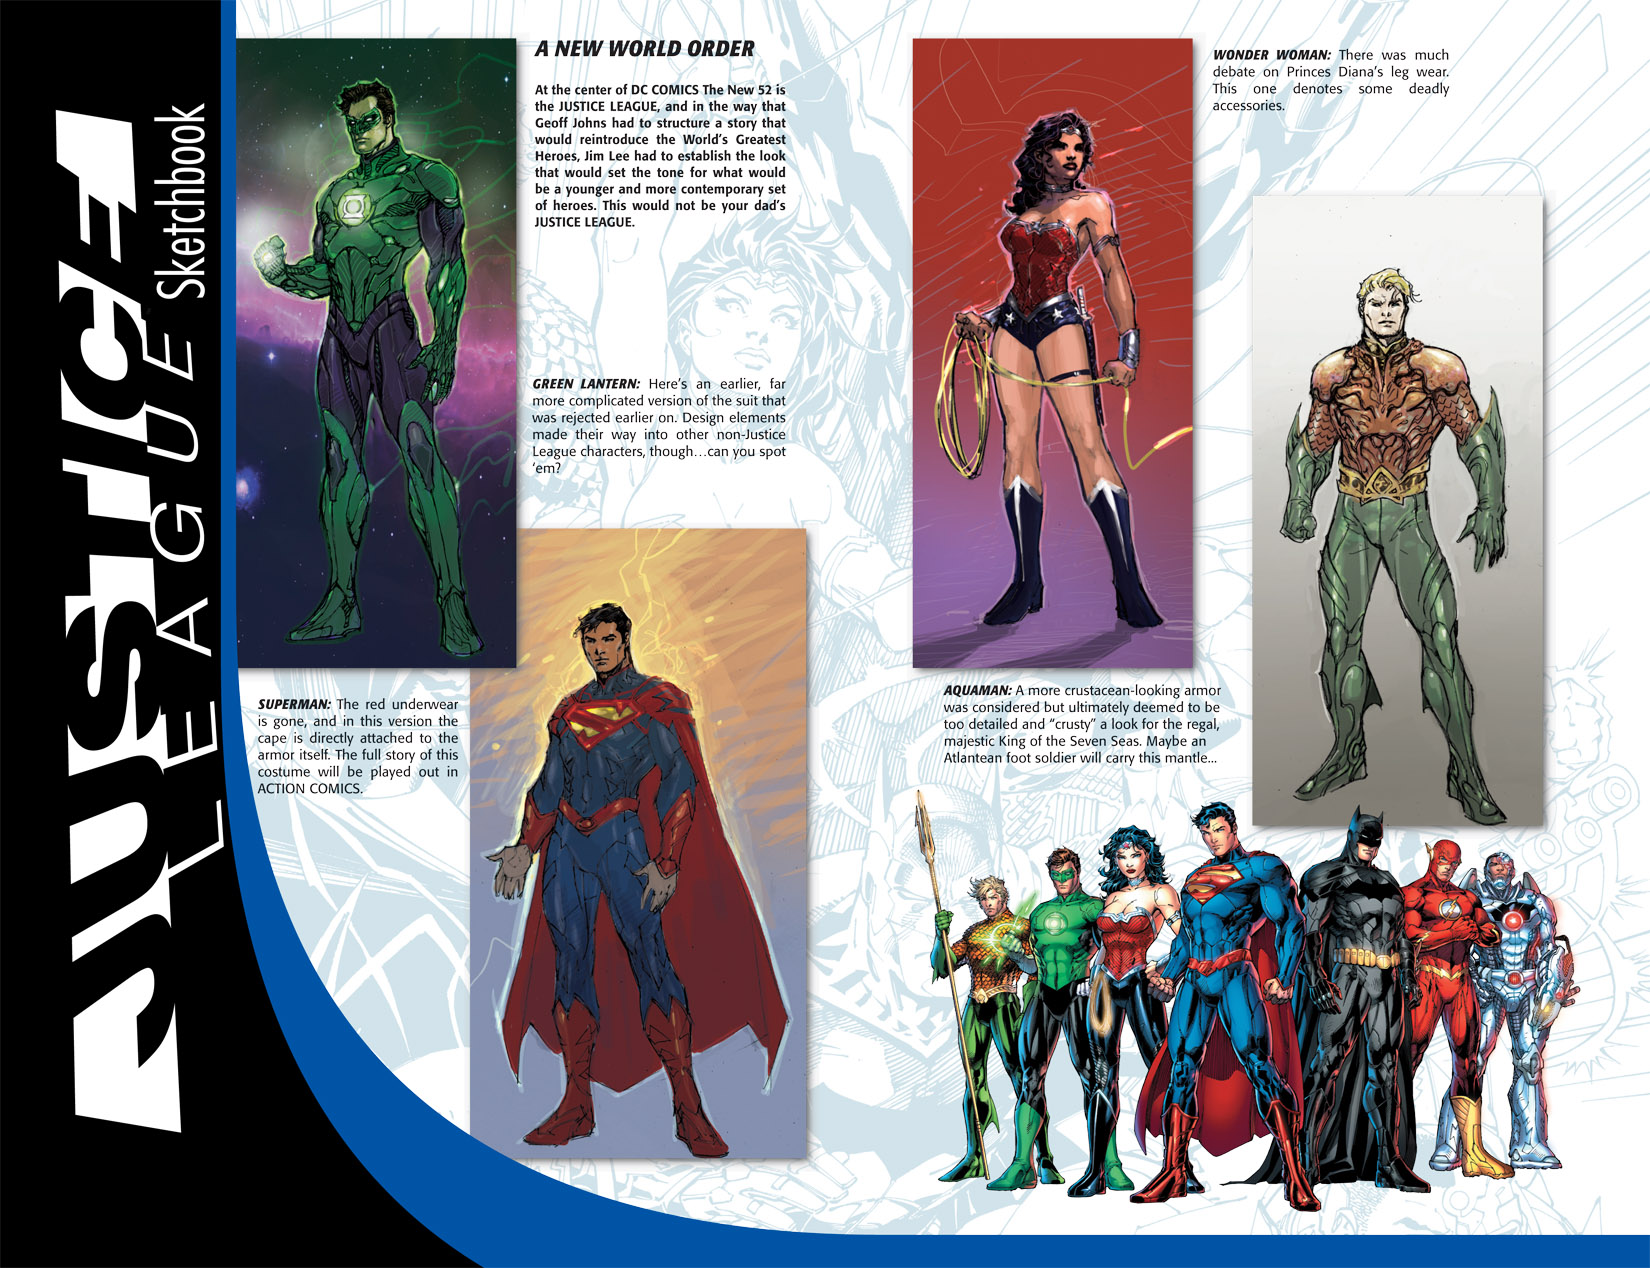 JUSTICE
LEAGUE Sketchbook
A NEW WORLD ORDER
At the center of DC COMICS The New 52 is
the JUSTICE LEAGUE, and in the way that
Geoff Johns had to structure a story that
would reintroduce the World's Greatest
Heroes, Jim Lee had to establish the look
that would set the tone for what would
be a younger and more contemporary set
of heroes. This would not be your dad's
JUSTICE LEAGUE.
GREEN LANTERN: Here's an earlier, far
more complicated version of the suit that
was rejected earlier on. Design elements
made their way into other non-Justice
League characters, though…can you spot
'em?
SUPERMAN: The red underwear
is gone, and in this version the
cape is directly attached to the
armor itself. The full story of this
costume will be played out in
ACTION COMICS.
WONDER WOMAN: There was much
debate on Princes Diana's leg wear.
This one denotes some deadly
accessories.
AQUAMAN: A more crustacean-looking armor
was considered but ultimately deemed to be
too detailed and "crusty" a look for the regal,
majestic King of the Seven Seas. Maybe an
Atlantean foot soldier will carry this mantle...